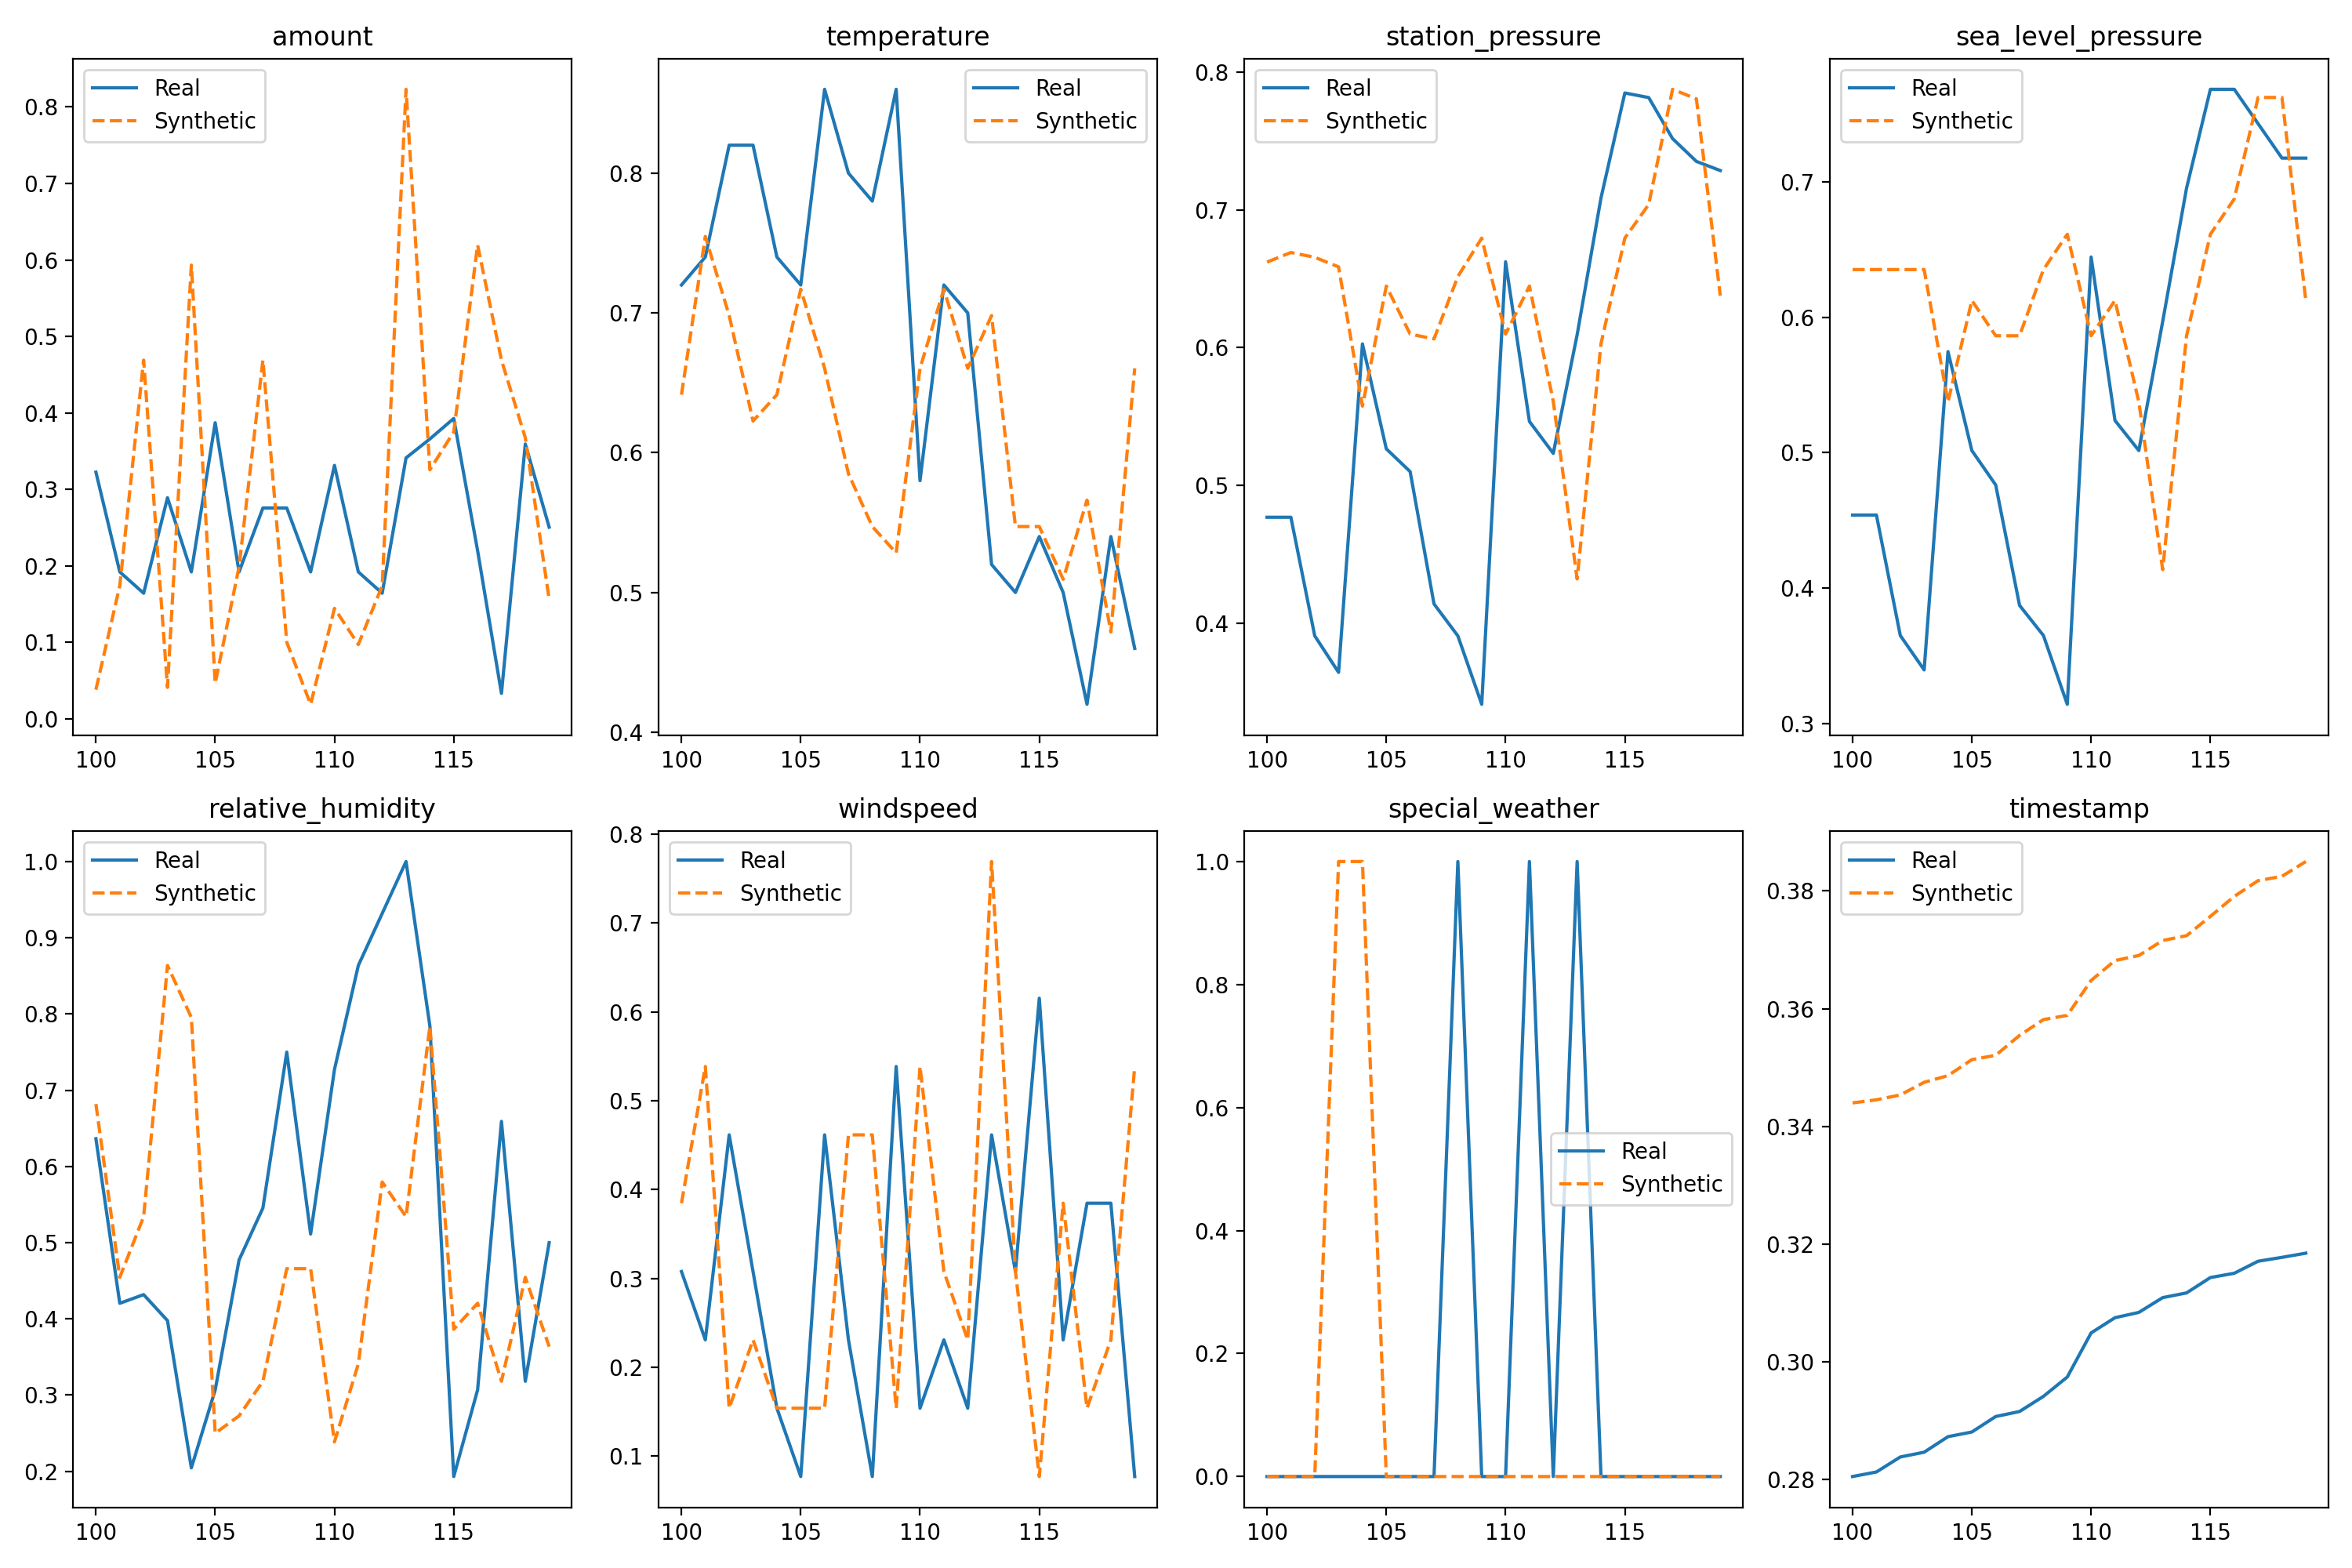 amount
Real
Synthetic
0.8
0.7
0.6
0.5
0.4
0.3
0.2
0.1
0.0
100 105 110 115
temperature
Real
Synthetic
0.8
0.7
0.6
0.5
0.4
100 105 110 115
station_pressure
Real
Synthetic
0.8
0.7
0.6
0.5
0.4
100 105 110 115
sea_level_pressure
Real
Synthetic
0.7
0.6
0.5
0.4
0.3
100 105 110 115
relative_humidity
Real
Synthetic
1.0
0.9
0.8
0.7
0.6
0.5
0.4
0.3
0.2
100 105 110 115
windspeed
Real
Synthetic
0.8
0.7
0.6
0.5
0.4
0.3
0.2
0.1
100 105 110 115
special_weather
1.0
0.8
0.6
0.4
0.2
0.0
Real
Synthetic
100 105 110 115
timestamp
Real
Synthetic
0.38
0.36
0.34
0.32
0.30
0.28
100 105 110 115